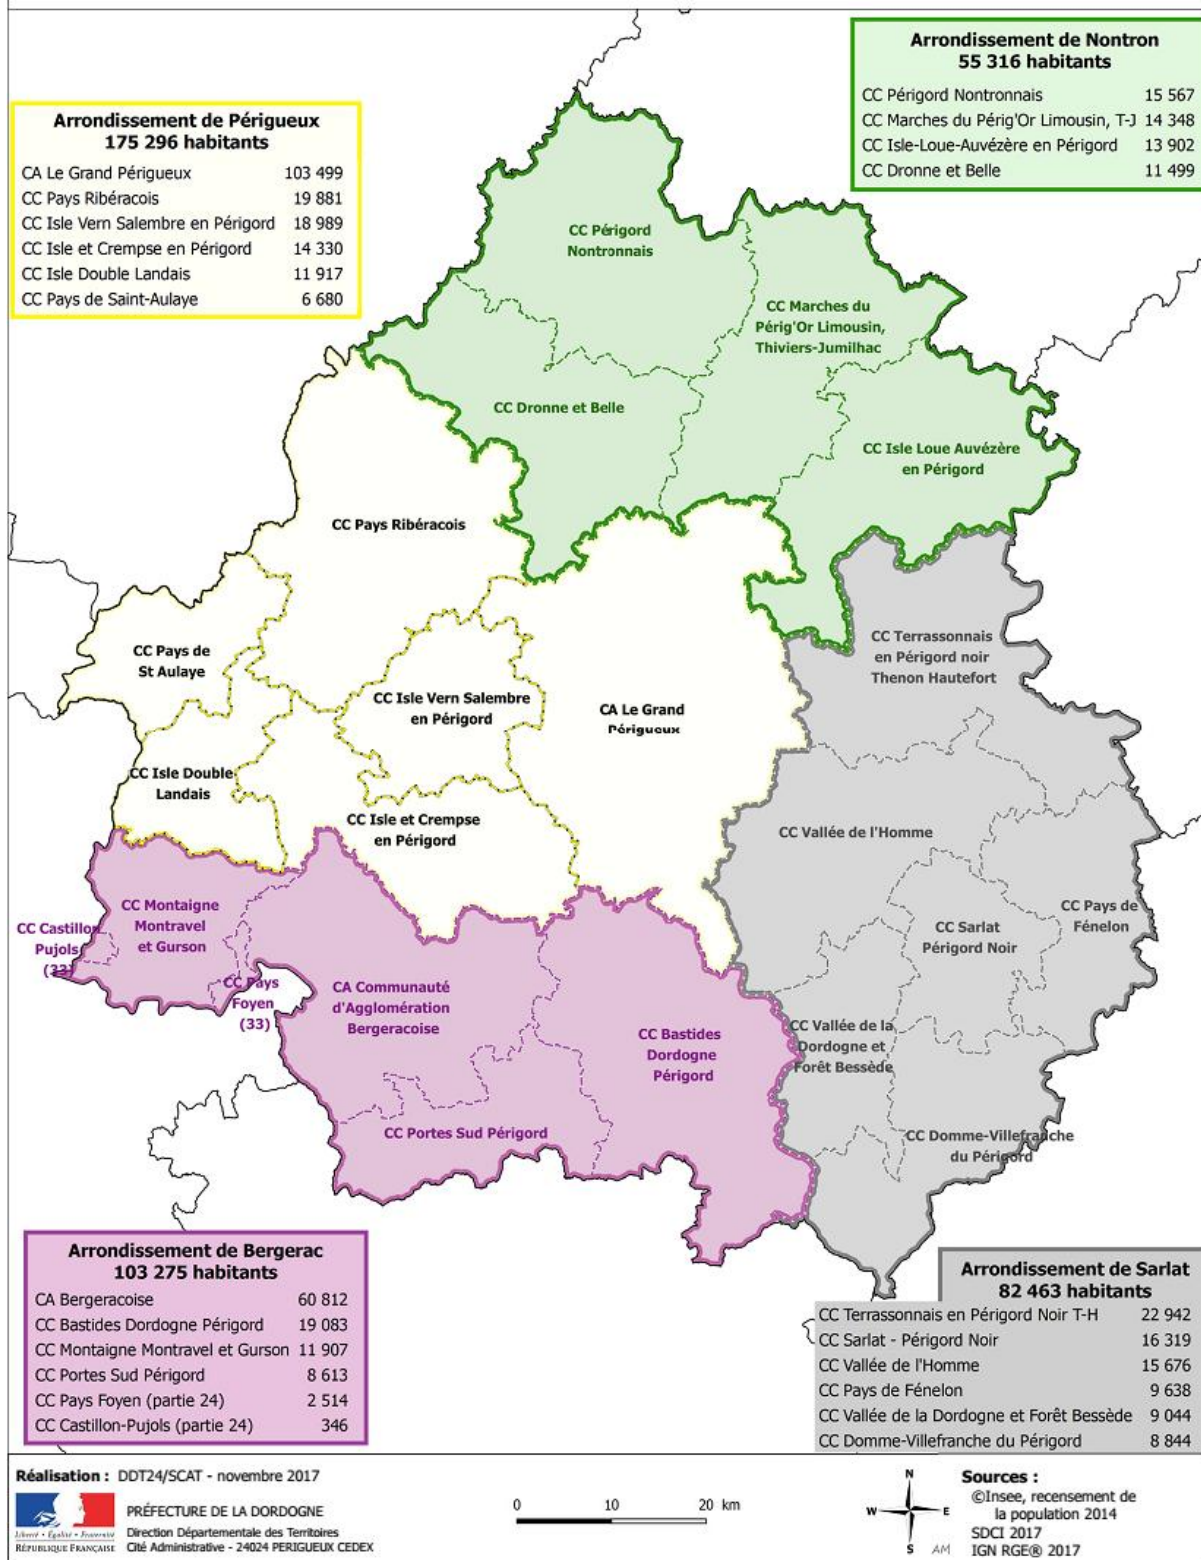 Arrondissement de Nontron
55 316 habitants
CC Périgord Nontronnais 15 567
CC Marches du Périg'Or Limousin, T-J 14 348
CC Isle-Loue-Auvézère en Périgord 13 902
CC Dronne et Belle 11 499
Arrondissement de Périgueux
175 296 habitants
CA Le Grand Périgueux 103 499
CC Pays Ribéracois 19 881
CC Isle Vern Salembre en Périgord 18 989
CC Isle et Crempse en Périgord 14 330
CC Isle Double Landais 11 917
CC Pays de Saint-Aulaye 6 680
CC Périgord
Nontronnais
CC Marches du
Périg'Or Limousin,
Thiviers-Jumilhac
CC Dronne et Belle
CC Isle Loue Auvézère
en Périgord
CC Pays Ribéracois
CC Pays de
St Aulaye
CC Terrassonnais
en Périgord noir
Thenon Hautefort
CC Isle Vern Salembre
en Périgord
CA Le Grand
Périgueux
CC Isle Double
Landais
CC Isle et Crempse
en Périgord
CC Vallée de l'Homme
CC Montaigne
Montravel
et Gurson
CC Castillon
Pujols
(33)
CC Pays
Foyen
(33)
CA Communauté
d'Agglomération
Bergeracoise
CC Sarlat
Périgord Noir
CC Pays de
Fénelon
CC Bastides
Dordogne
Périgord
CC Vallée de la
Dordogne et
Forêt Bessède
CC Portes Sud Périgord
CC Domme-Villefranche
du Périgord
Arrondissement de Bergerac
103 275 habitants
CA Bergeracoise 60 812
CC Bastides Dordogne Périgord 19 083
CC Montaigne Montravel et Gurson 11 907
CC Portes Sud Périgord 8 613
CC Pays Foyen (partie 24) 2 514
CC Castillon-Pujols (partie 24) 346
Arrondissement de Sarlat
82 463 habitants
CC Terrassonnais en Périgord Noir T-H 22 942
CC Sarlat - Périgord Noir 16 319
CC Vallée de l'Homme 15 676
CC Pays de Fénelon 9 638
CC Vallée de la Dordogne et Forêt Bessède 9 044
CC Domme-Villefranche du Périgord 8 844
Réalisation : DDT24/SCAT - novembre 2017
Liberté • Égalité • Fraternité
RÉPUBLIQUE FRANÇAISE
PRÉFECTURE DE LA DORDOGNE
Direction Départementale des Territoires
Cité Administrative - 24024 PERIGUEUX CEDEX
0 10 20 km
N
W E
S
AM
Sources :
©Insee, recensement de
la population 2014
SDCI 2017
IGN RGE® 2017